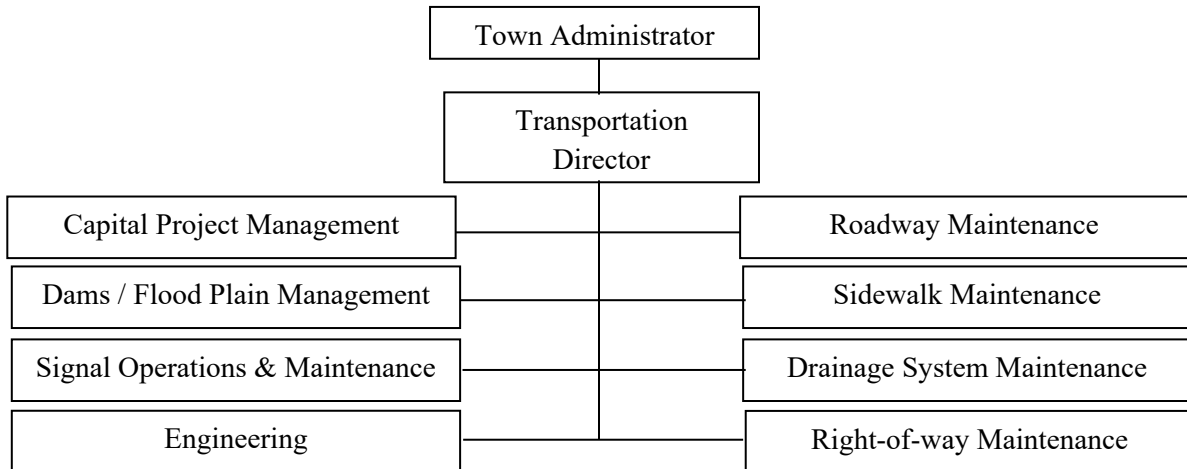 Town Administrator
Transportation
Director
Capital Project Management
Roadway Maintenance
Dams / Flood Plain Management
Sidewalk Maintenance
Signal Operations & Maintenance
Drainage System Maintenance
Engineering
Right-of-way Maintenance